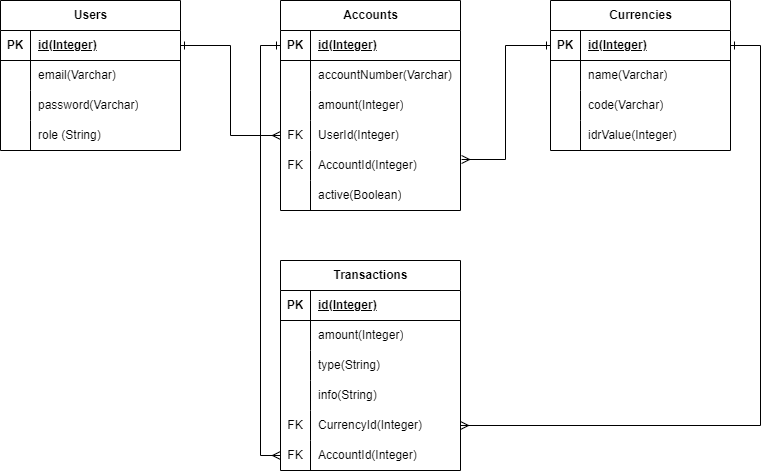 Users
PK id(Integer)
email(Varchar)
password(Varchar)
role (String)
Accounts
PK id(Integer)
accountNumber(Varchar)
amount(Integer)
FK UserId(Integer)
FK AccountId(Integer)
active(Boolean)
Currencies
PK id(Integer)
name(Varchar)
code(Varchar)
idrValue(Integer)
Transactions
PK id(Integer)
amount(Integer)
type(String)
info(String)
FK CurrencyId(Integer)
FK AccountId(Integer)